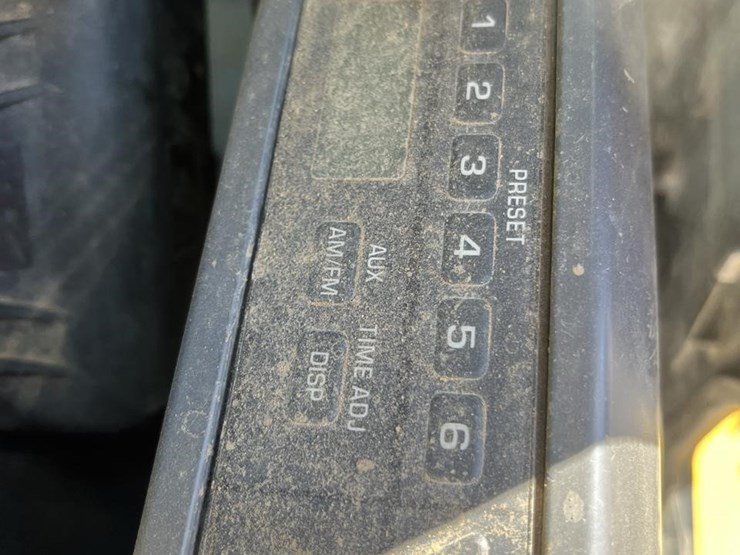 1 2 3 4 5 6
PRESET
AUX TIME ADJ
AM/FM DISP